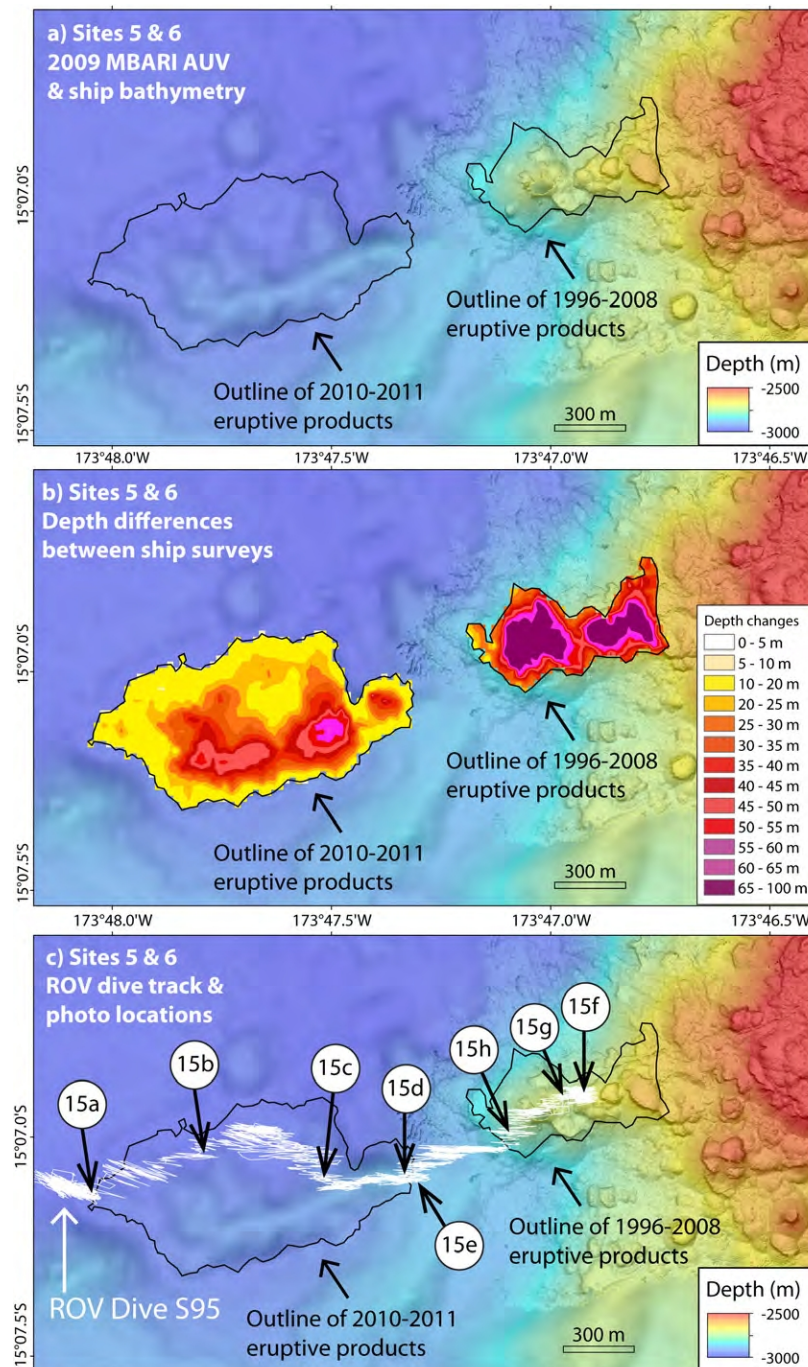 a) Sites 5 & 6
2009 MBARI AUV
& ship bathymetry
15°07.0'S
Outline of 1996-2008
eruptive products
Outline of 2010-2011
eruptive products
Depth (m)
-2500
-3000
300 m
15°07.5'S
173°48.0'W
173°47.5'W
173°47.0'W
173°46.5'W
b) Sites 5 & 6
Depth differences
between ship surveys
Depth changes
0 - 5 m
5 - 10 m
10 - 20 m
20 - 25 m
25 - 30 m
30 - 35 m
35 - 40 m
40 - 45 m
45 - 50 m
50 - 55 m
55 - 60 m
60 - 65 m
65 - 100 m
15°07.0'S
Outline of 1996-2008
eruptive products
Outline of 2010-2011
eruptive products
300 m
15°07.5'S
173°48.0'W
173°47.5'W
173°47.0'W
173°46.5'W
c) Sites 5 & 6
ROV dive track &
photo locations
15a
15b
15c
15d
15h
15g
15f
15e
15°07.0'S
Outline of 1996-2008
eruptive products
ROV Dive S95
Outline of 2010-2011
eruptive products
300 m
Depth (m)
-2500
-3000
15°07.5'S